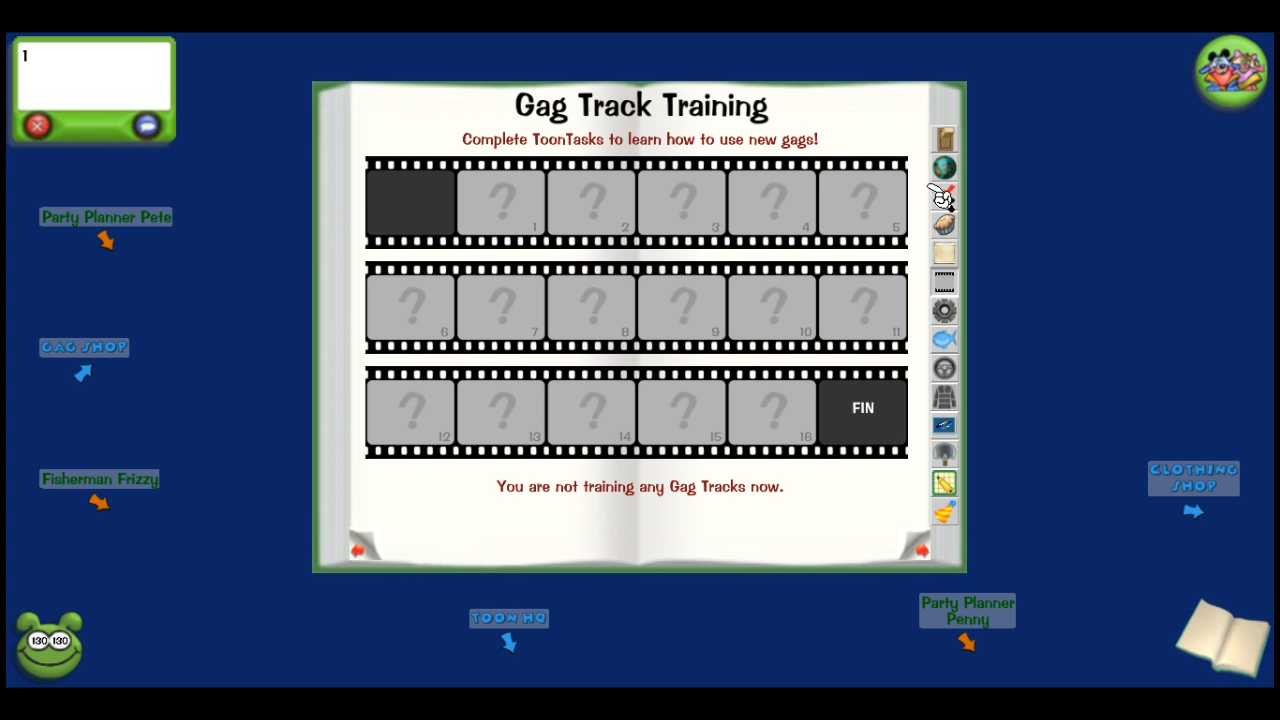 1
Gag Track Training
Complete ToonTasks to learn how to use new gags!
1
2
3
4
5
Party Planner Pete
6
7
8
9
10
11
GAG SHOP
12
13
14
15
16
FIN
Fisherman Frizzy
You are not training any Gag Tracks now.
CLOTHING
SHOP
TOON HQ
Party Planner
Penny
130 130